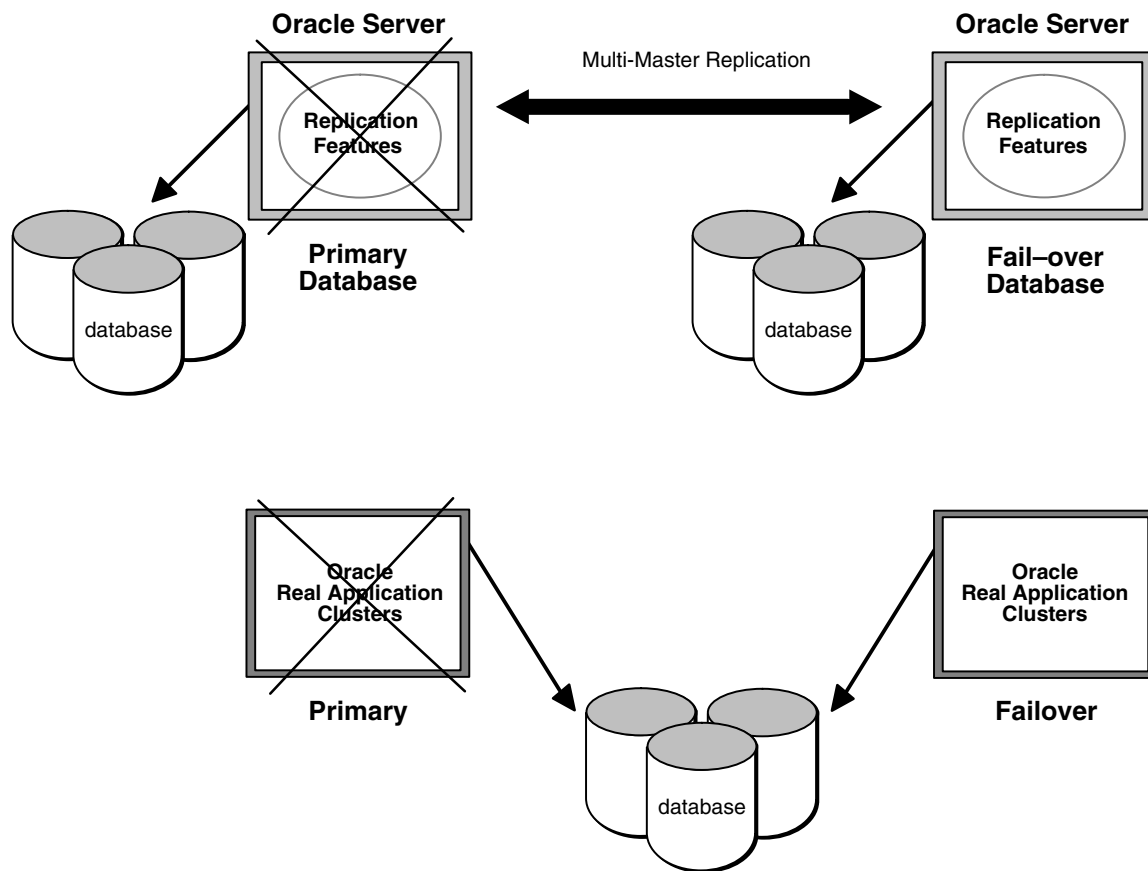 Oracle Server
Oracle Server
Multi-Master Replication
Replication
Features
Replication
Features
Primary
Database
Fail–over
Database
database
database
Oracle
Real Application
Clusters
Oracle
Real Application
Clusters
Primary
Failover
database